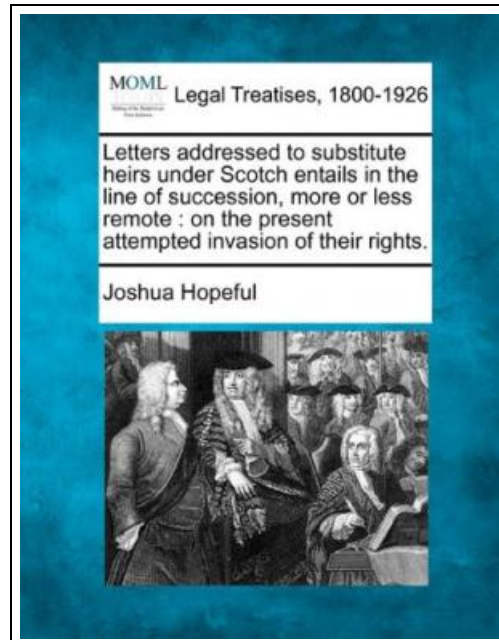 MOML
Legal Treatises, 1800-1926
Letters addressed to substitute
heirs under Scotch entails in the
line of succession, more or less
remote : on the present
attempted invasion of their rights.
Joshua Hopeful